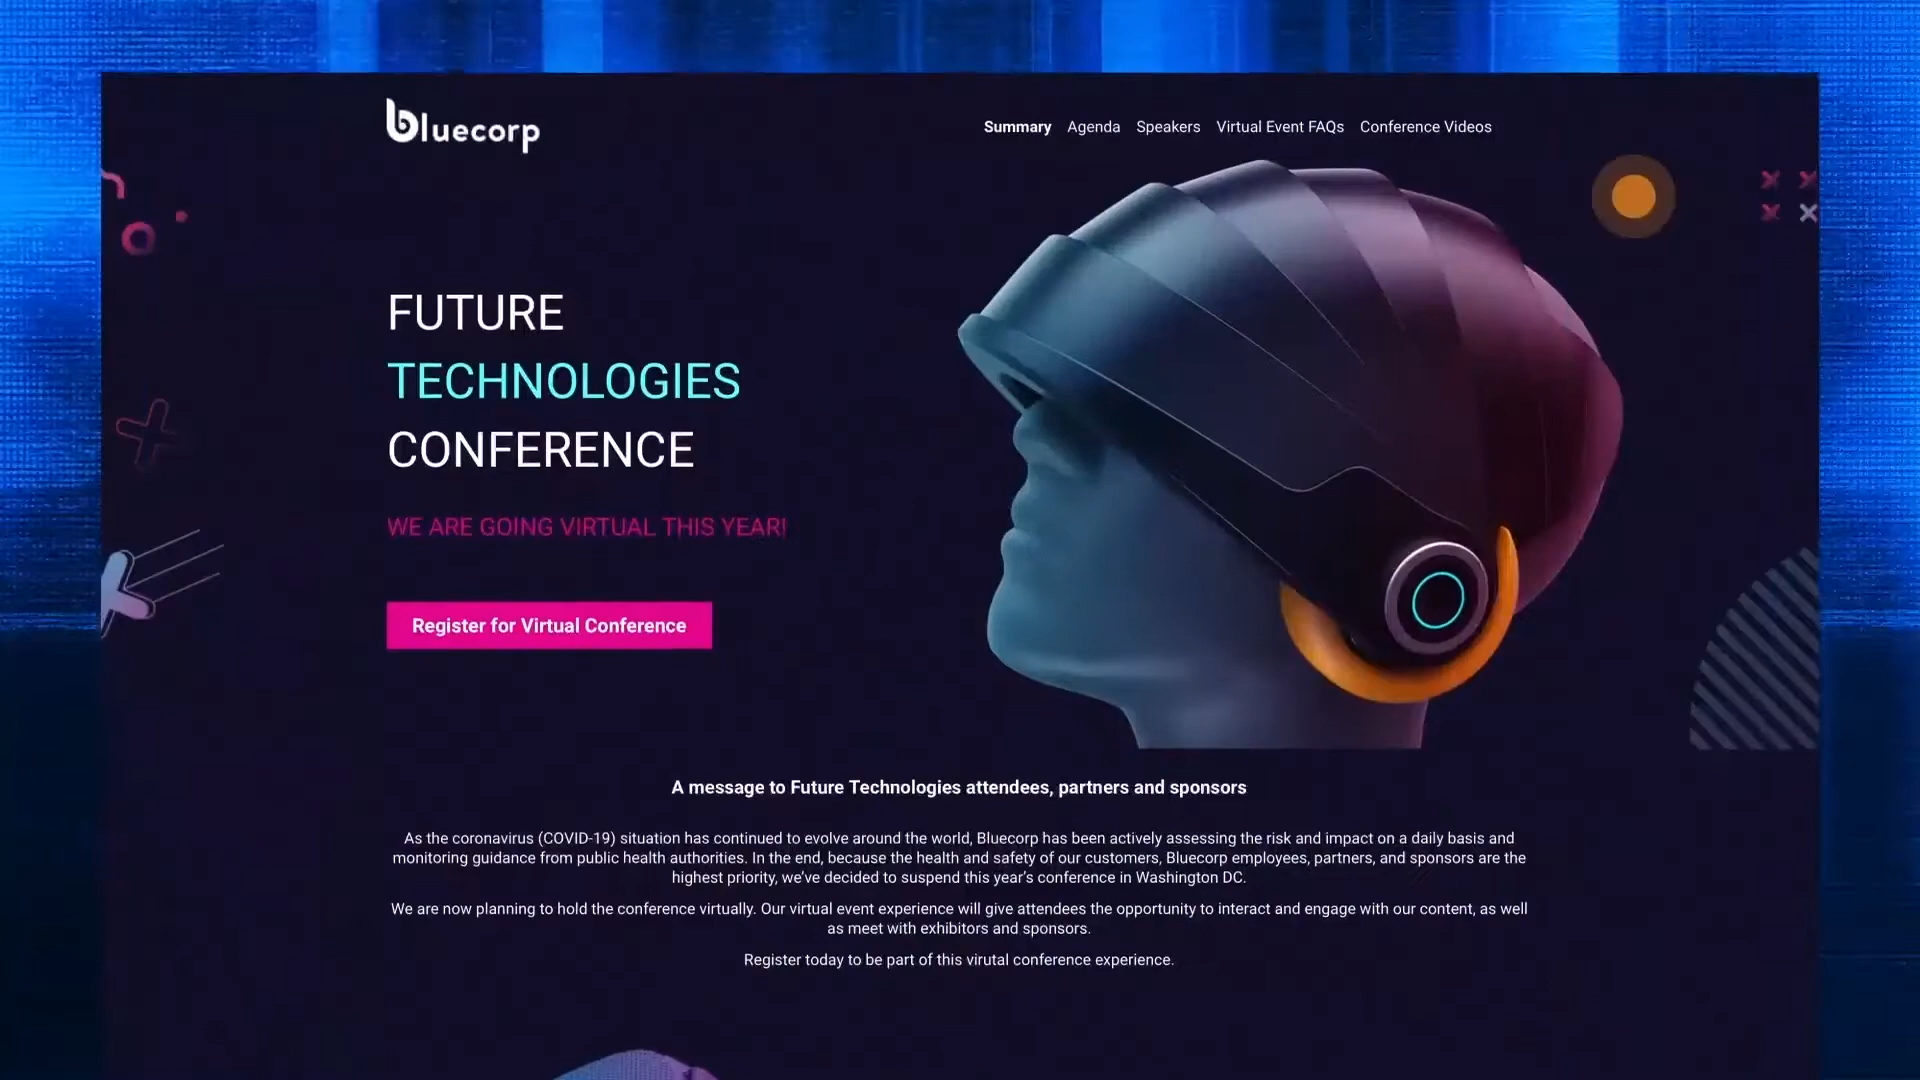 bluecorp
Summary Agenda Speakers Virtual Event FAQs Conference Videos
FUTURE
TECHNOLOGIES
CONFERENCE
WE ARE GOING VIRTUAL THIS YEAR!
Register for Virtual Conference
A message to Future Technologies attendees, partners and sponsors
As the coronavirus (COVID-19) situation has continued to evolve around the world, Bluecorp has been actively assessing the risk and impact on a daily basis and
monitoring guidance from public health authorities. In the end, because the health and safety of our customers, Bluecorp employees, partners, and sponsors are the
highest priority, we’ve decided to suspend this year’s conference in Washington DC.
We are now planning to hold the conference virtually. Our virtual event experience will give attendees the opportunity to interact and engage with our content, as well
as meet with exhibitors and sponsors.
Register today to be part of this virutal conference experience.